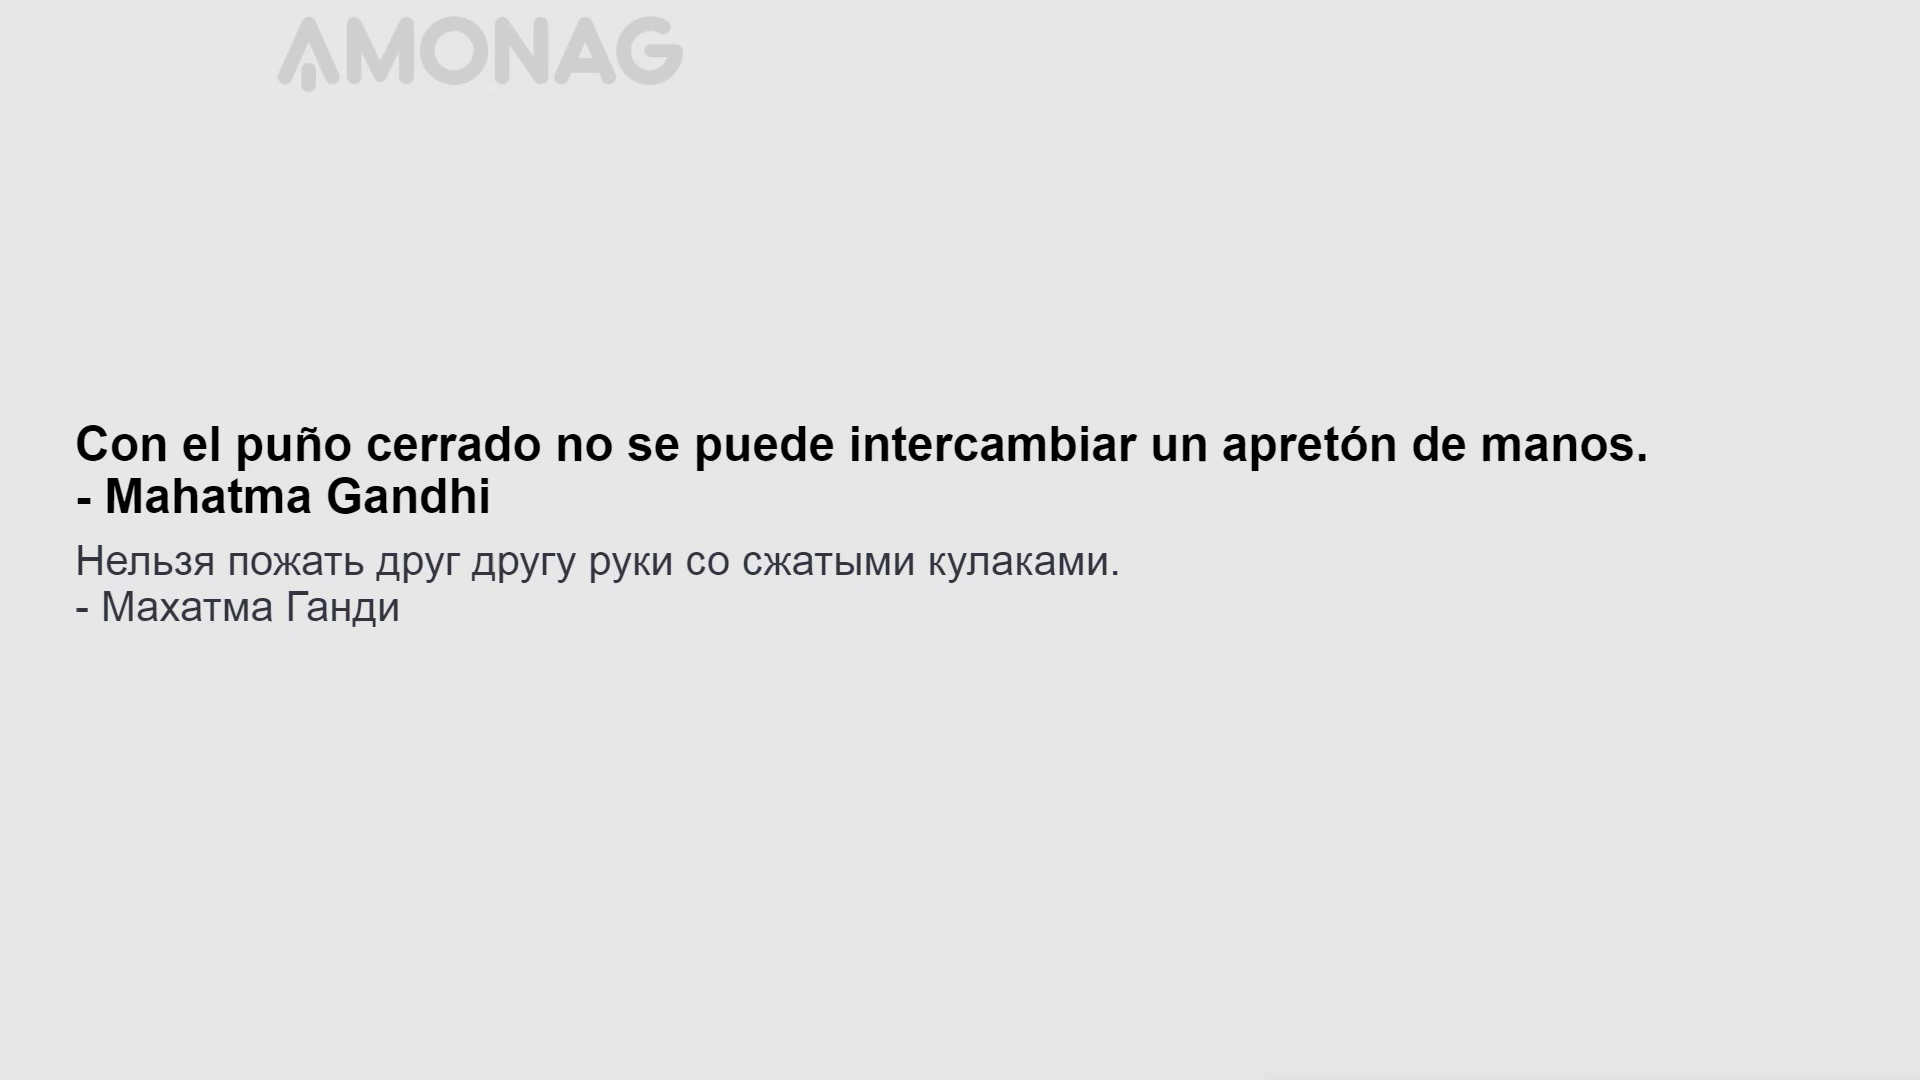 AMONAG
Con el puño cerrado no se puede intercambiar un apretón de manos.
- Mahatma Gandhi
Нельзя пожать друг другу руки со сжатыми кулаками.
- Махатма Ганди